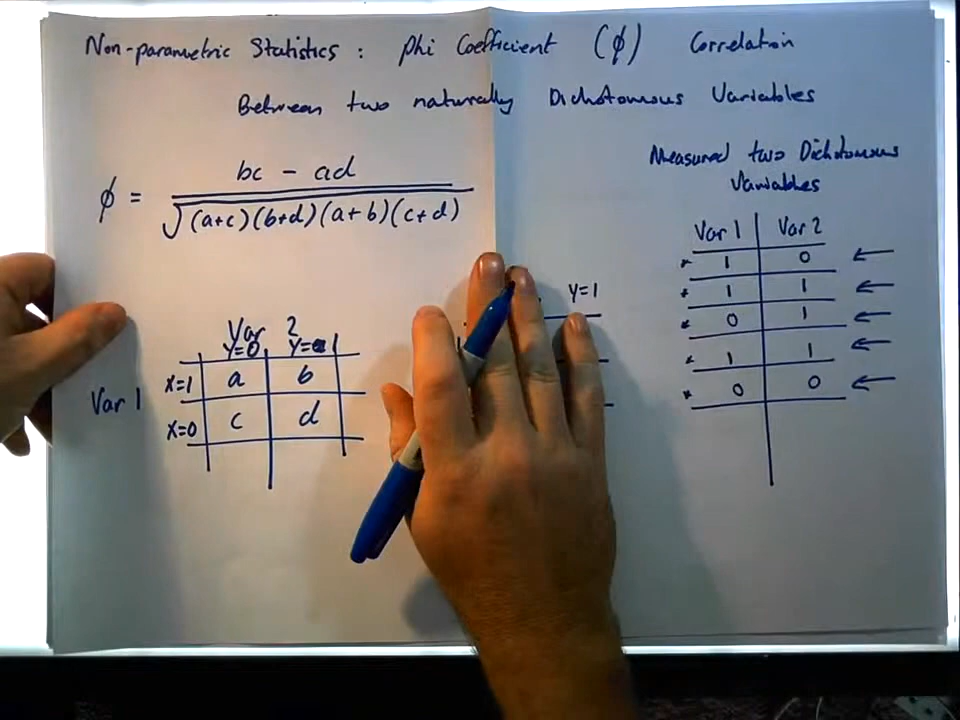 Non-parametric Statistics : Phi Coefficient (ϕ) Correlation
Between two naturally Dichotomous Variables
ϕ = bc - ad / √(a+c)(b+d)(a+b)(c+d)
Measured two Dichotomous
Variables
Var 1 Var 2
* 1 0 ←
* 1 1 ←
* 0 1 ←
* 1 1 ←
* 0 0 ←
Var 2
Y=0 Y=1
X=1 a b
Var 1
X=0 c d
Y=1